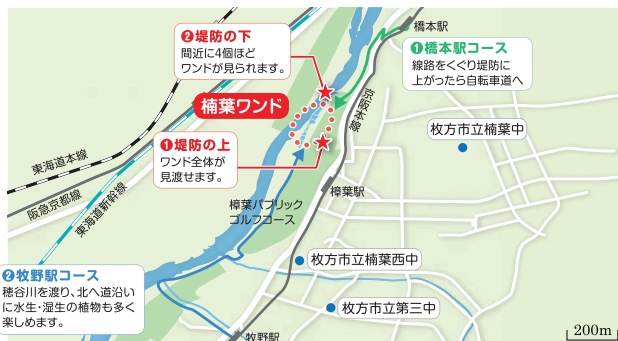 橋本駅
❷堤防の下
間近に4個ほど
ワンドが見られます。
❶橋本駅コース
線路をくぐり堤防に
上がったら自転車道へ
楠葉ワンド
京阪本線
枚方市立楠葉中
❶堤防の上
ワンド全体が
見渡せます。
東海道本線
阪急京都線
東海道新幹線
樟葉駅
樟葉パブリック
ゴルフコース
枚方市立楠葉西中
❷牧野駅コース
穂谷川を渡り、北へ道沿い
に水生・湿生の植物も多く
楽しめます。
枚方市立第三中
牧野駅
200m